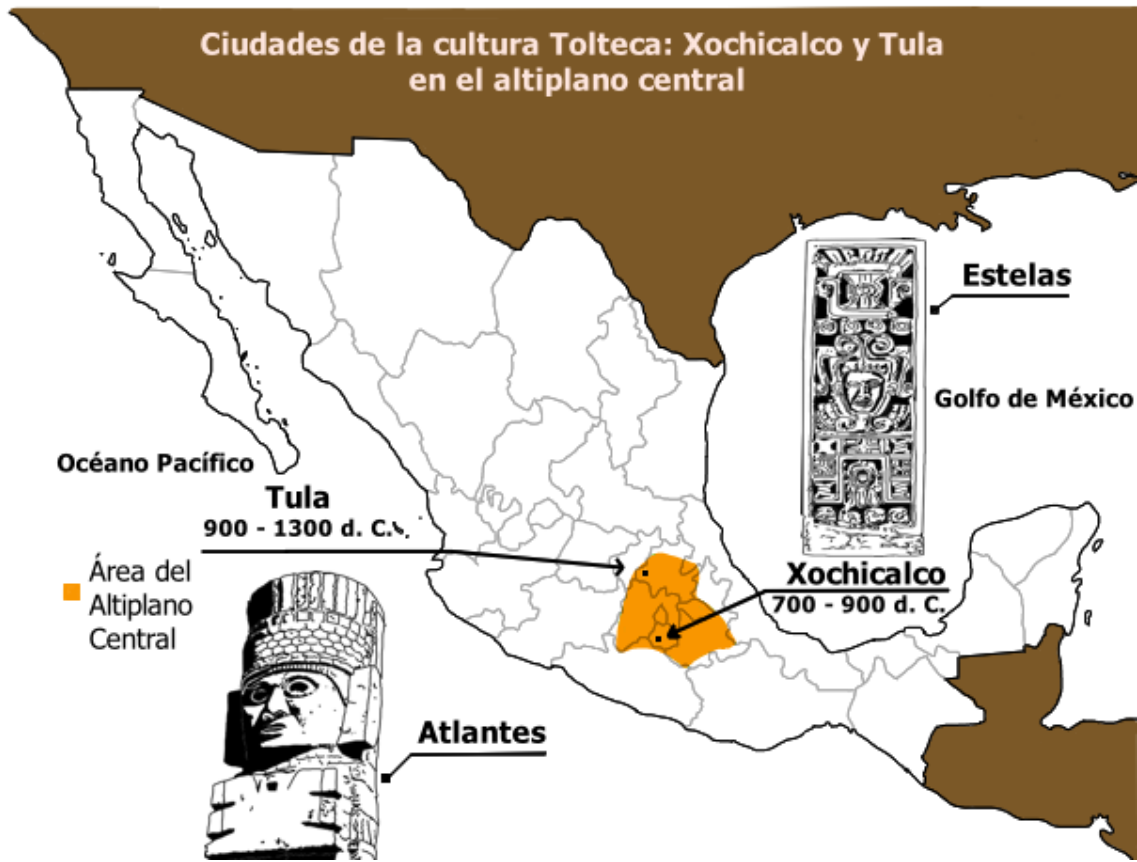 Ciudades de la cultura Tolteca: Xochicalco y Tula
en el altiplano central
Estelas
Golfo de México
Océano Pacífico
Tula
900 - 1300 d. C.
Área del
Altiplano
Central
Xochicalco
700 - 900 d. C.
Atlantes